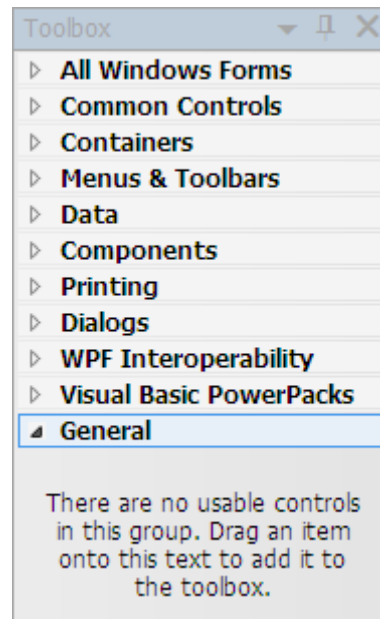 Toolbox
All Windows Forms
Common Controls
Containers
Menus & Toolbars
Data
Components
Printing
Dialogs
WPF Interoperability
Visual Basic PowerPacks
General
There are no usable controls
in this group. Drag an item
onto this text to add it to
the toolbox.